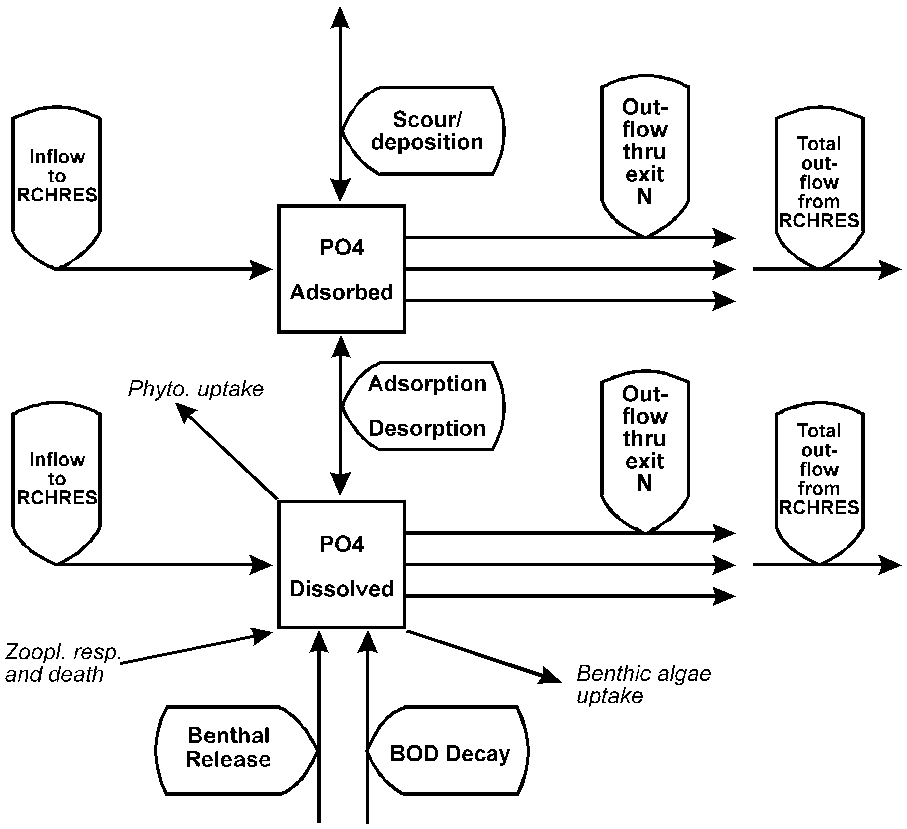 Scour/
deposition
Out-
flow
thru
exit
N
Inflow
to
RCHRES
Total
out-
flow
from
RCHRES
PO4
Adsorbed
Phyto. uptake
Adsorption
Desorption
Out-
flow
thru
exit
N
Inflow
to
RCHRES
Total
out-
flow
from
RCHRES
PO4
Dissolved
Zoopl. resp.
and death
Benthic algae
uptake
Benthal
Release
BOD Decay